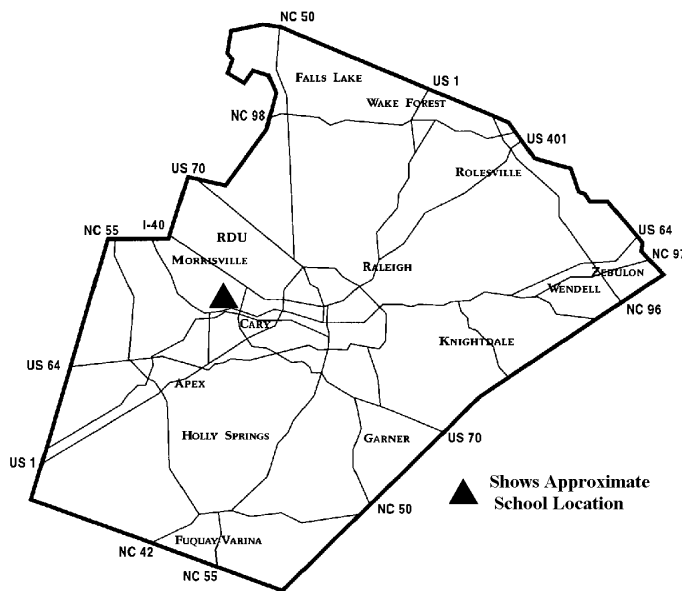 NC 50
FALLS LAKE
US 1
WAKE FOREST
NC 98
US 401
US 70
ROLESVILLE
I-40
NC 55
RDU
US 64
MORRISVILLE
RALEIGH
NC 97
ZEBULON
WENDELL
NC 96
CARY
KNIGHTDALE
US 64
APEX
HOLLY SPRINGS
GARNER
US 70
US 1
Shows Approximate
School Location
NC 50
FUQUAY-VARINA
NC 42
NC 55